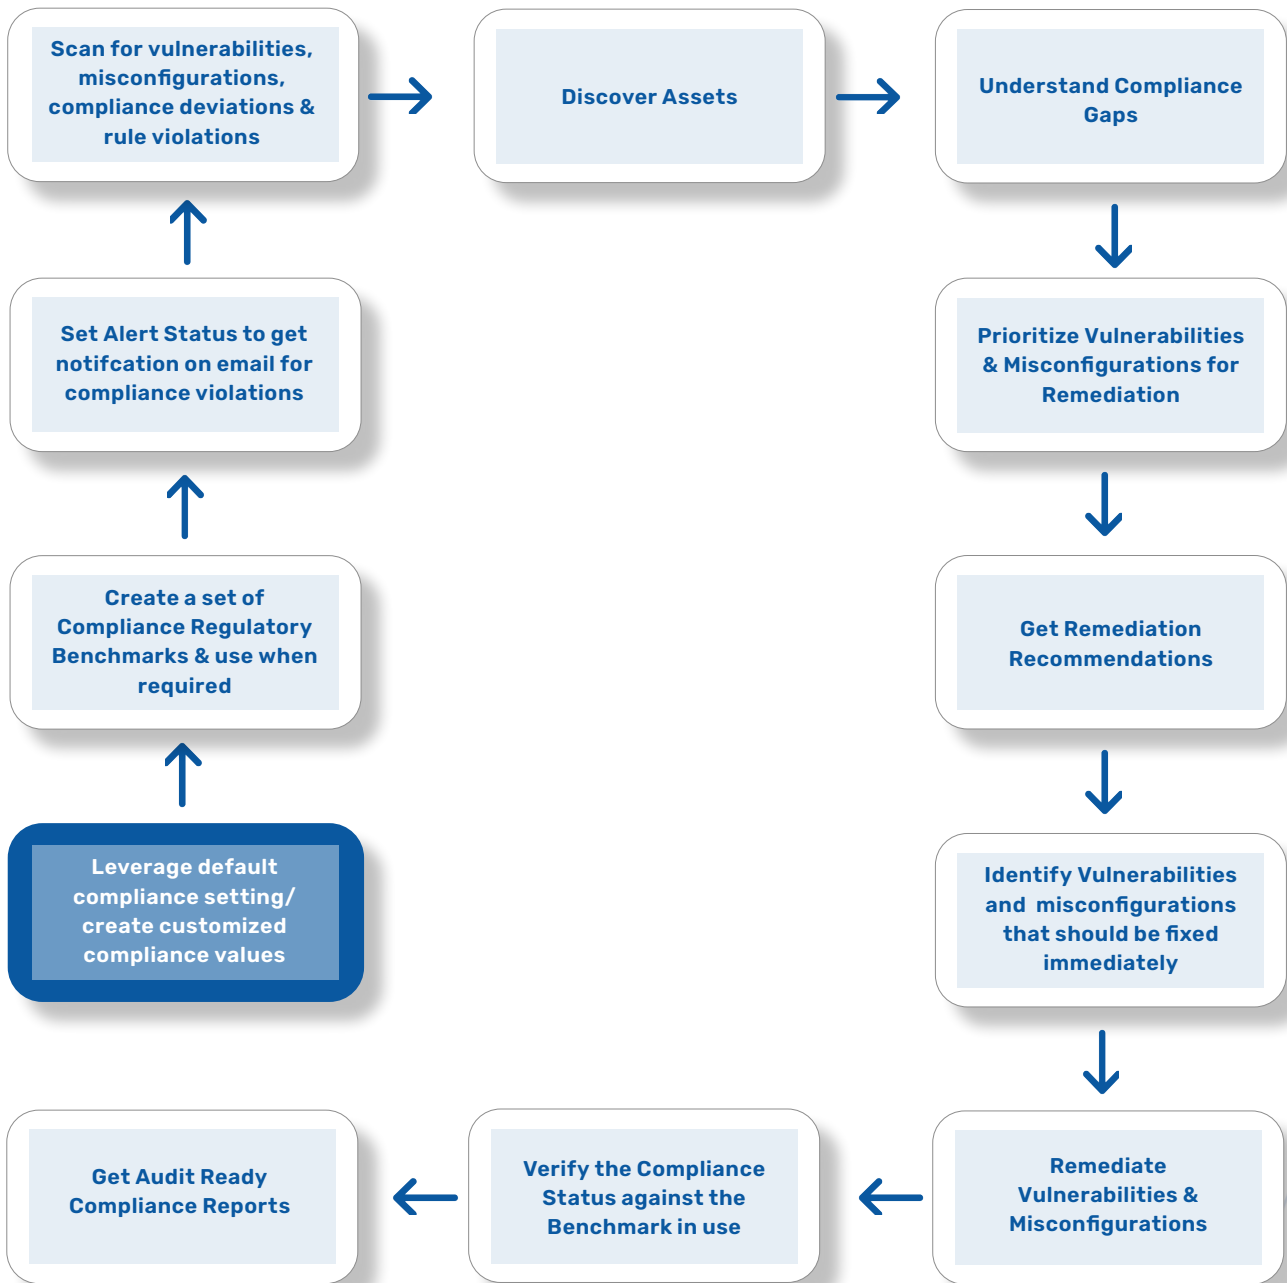 Scan for vulnerabilities,
misconfigurations,
compliance deviations &
rule violations
Discover Assets
Understand Compliance
Gaps
Set Alert Status to get
notifcation on email for
compliance violations
Prioritize Vulnerabilities
& Misconfigurations for
Remediation
Create a set of
Compliance Regulatory
Benchmarks & use when
required
Get Remediation
Recommendations
Leverage default
compliance setting/
create customized
compliance values
Identify Vulnerabilities
and misconfigurations
that should be fixed
immediately
Get Audit Ready
Compliance Reports
Verify the Compliance
Status against the
Benchmark in use
Remediate
Vulnerabilities &
Misconfigurations